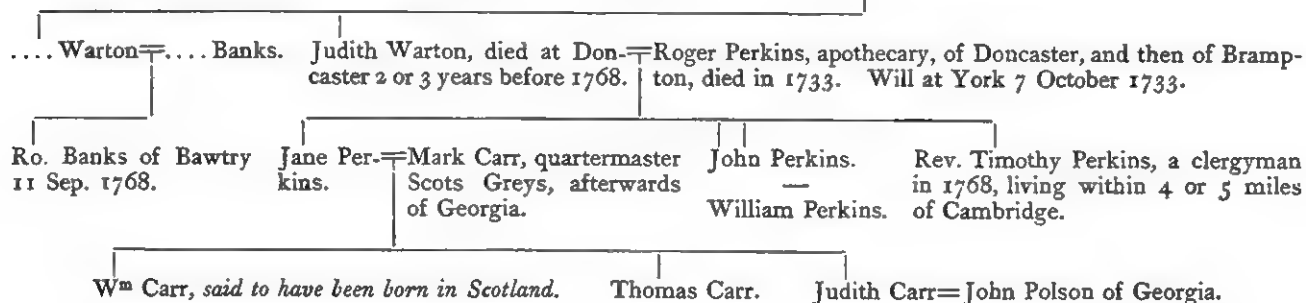 .... Warton=.... Banks.
Judith Warton, died at Don-=Roger Perkins, apothecary, of Doncaster, and then of Bramp-
caster 2 or 3 years before 1768. ton, died in 1733. Will at York 7 October 1733.
Ro. Banks of Bawtry
11 Sep. 1768.
Jane Per-=Mark Carr, quartermaster
kins. Scots Greys, afterwards
of Georgia.
John Perkins.
—
William Perkins.
Rev. Timothy Perkins, a clergyman
in 1768, living within 4 or 5 miles
of Cambridge.
Wm Carr, said to have been born in Scotland.
Thomas Carr.
Judith Carr=John Polson of Georgia.